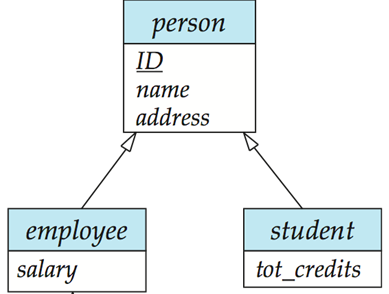 person
ID
name
address
employee
salary
student
tot_credits